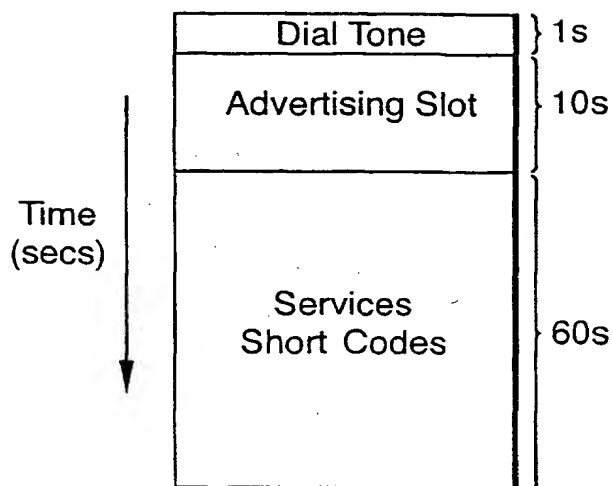 Dial Tone
1s
Advertising Slot
10s
Time
(secs)
Services
Short Codes
60s